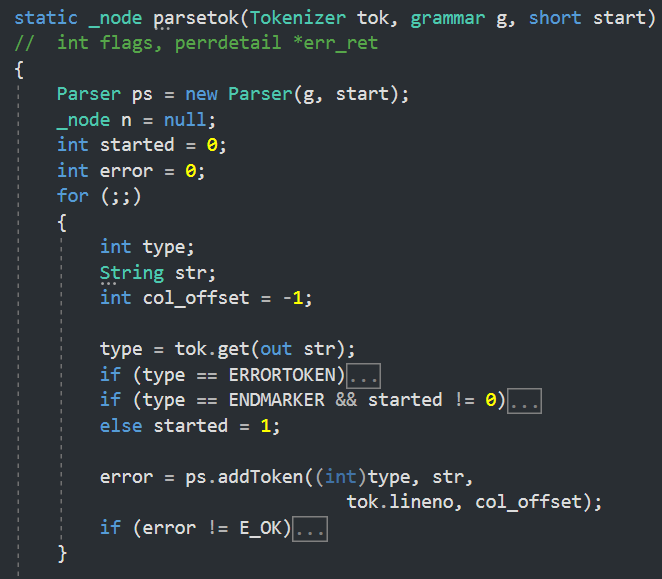 static _node parsetok(Tokenizer tok, grammar g, short start)
//  int flags, perrdetail *err_ret
{
    Parser ps = new Parser(g, start);
    _node n = null;
    int started = 0;
    int error = 0;
    for (;;)
    {
        int type;
        String str;
        int col_offset = -1;
        type = tok.get(out str);
        if (type == ERRORTOKEN)...
        if (type == ENDMARKER && started != 0)...
        else started = 1;
        error = ps.addToken((int)type, str,
                               tok.lineno, col_offset);
        if (error != E_OK)...
    }